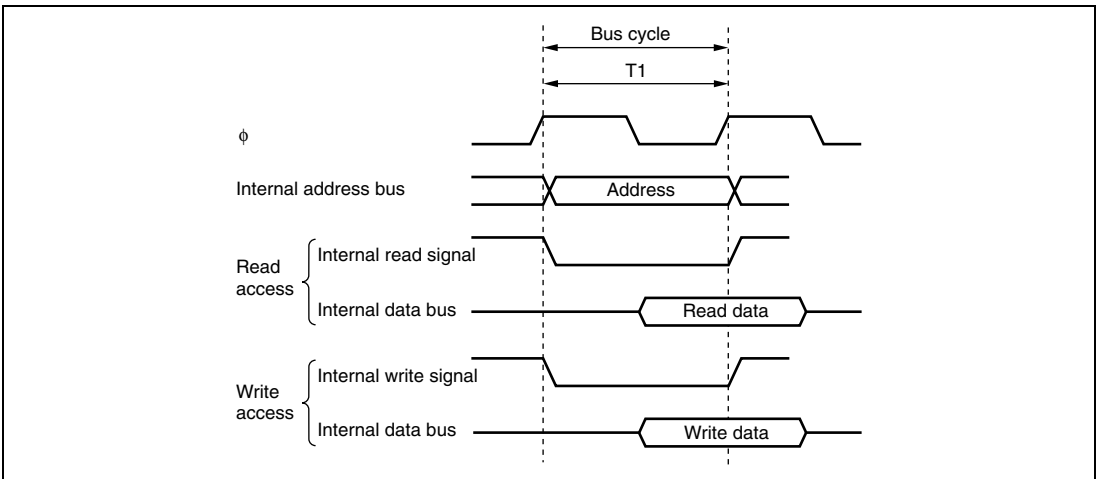 Bus cycle
T1
ϕ
Internal address bus
Address
Read
access
Internal read signal
Internal data bus
Read data
Write
access
Internal write signal
Internal data bus
Write data